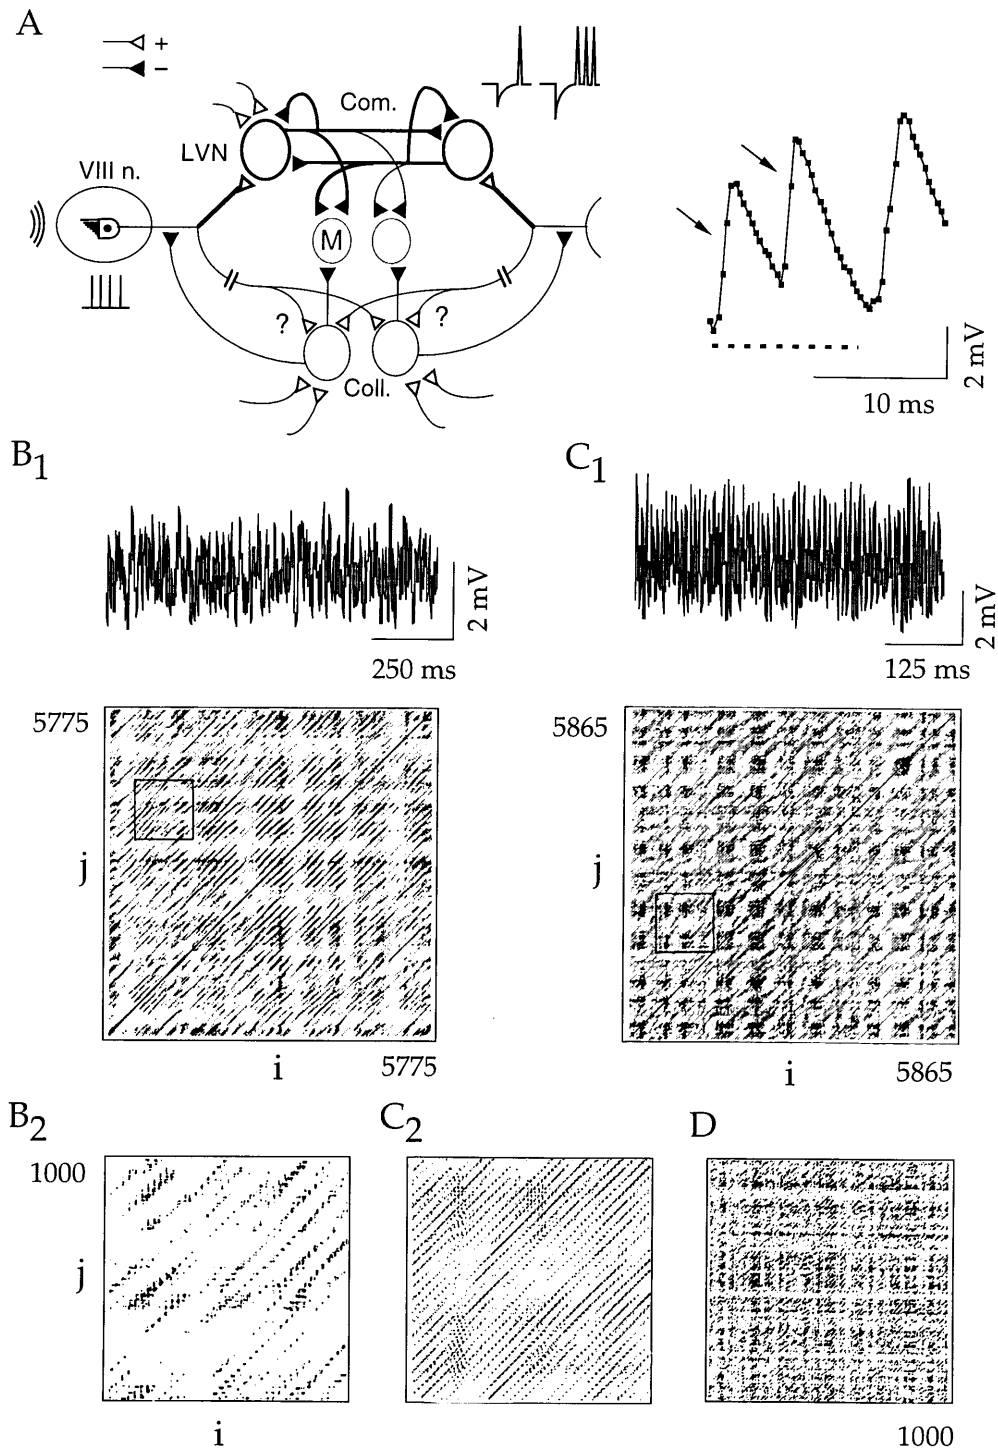 A
+
−
Com.
LVN
VIII n.
M
?
?
Coll.
2 mV
10 ms
B1
2 mV
250 ms
C1
2 mV
125 ms
5775
j
i
5775
5865
j
i
5865
B2
1000
j
i
C2
D
1000